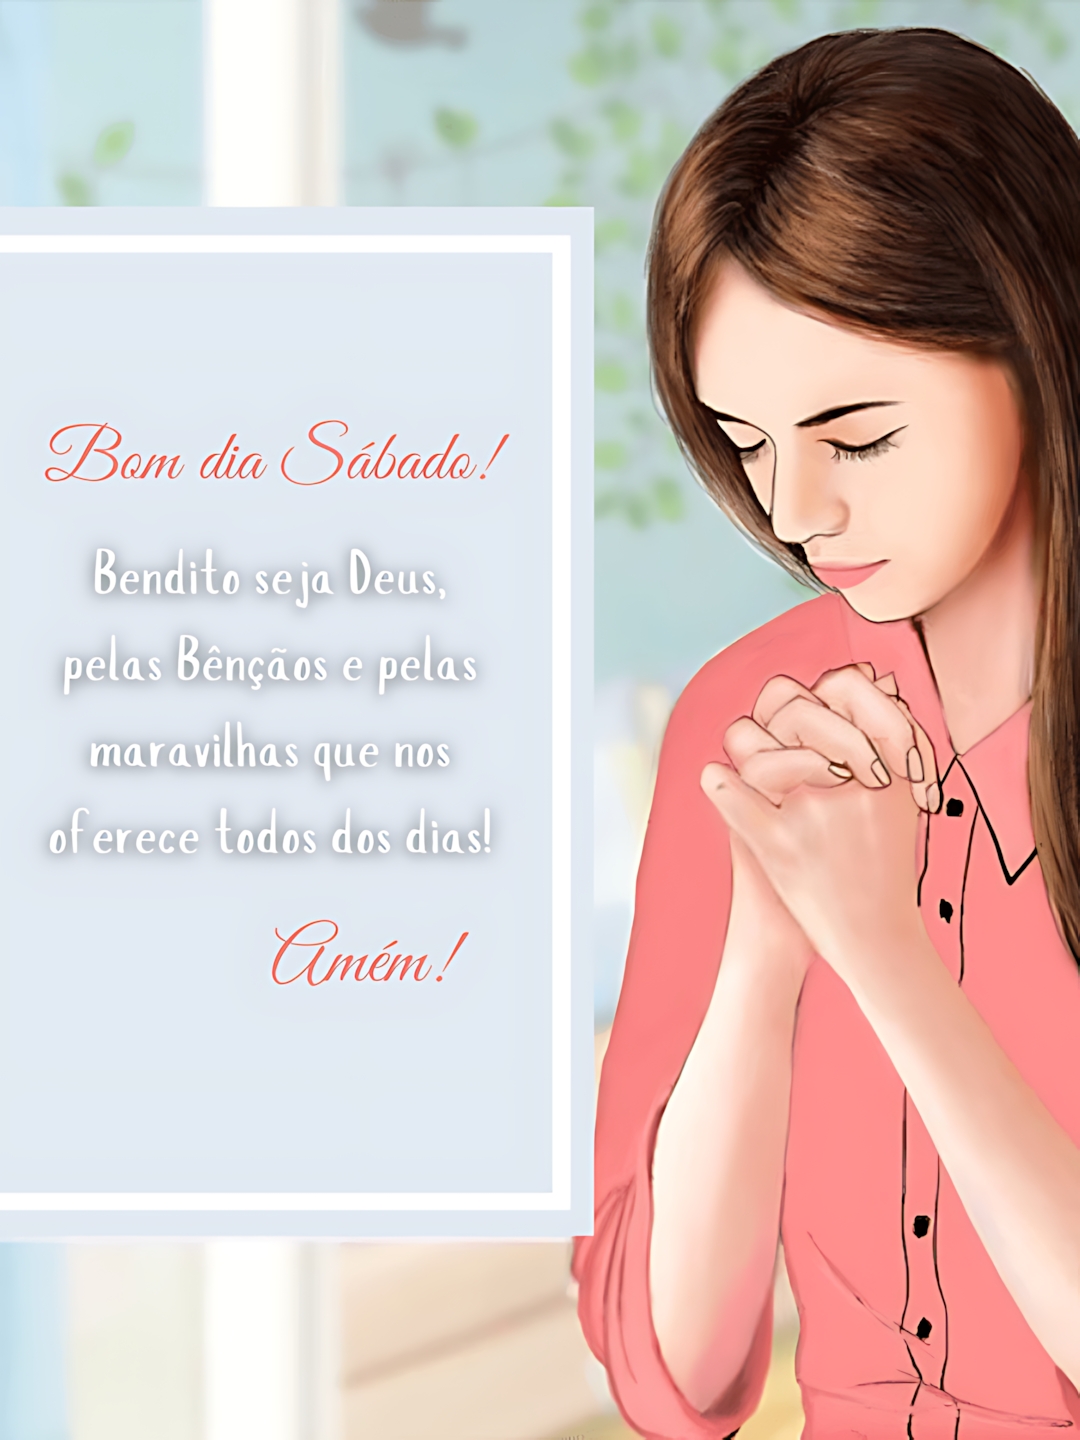 Bom dia Sábado!
Bendito seja Deus,
pelas Bênçãos e pelas
maravilhas que nos
oferece todos dos dias!
Amém!